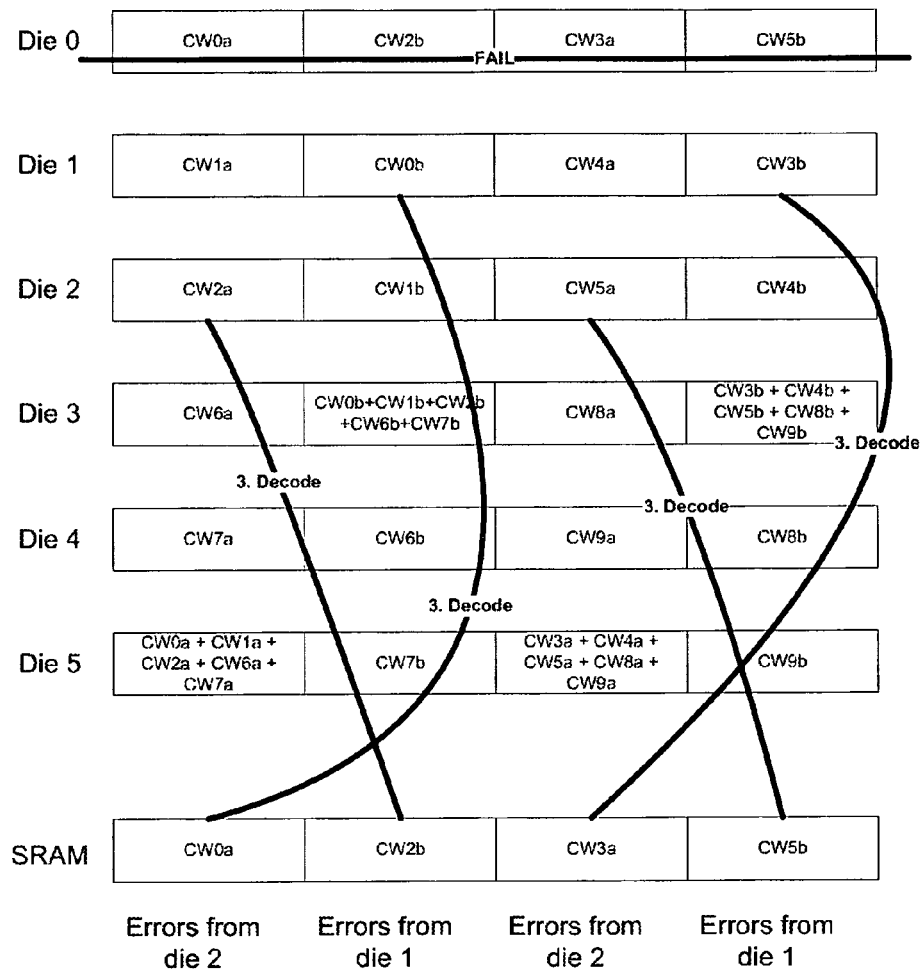 Die 0
CW0a
CW2b
CW3a
CW5b
FAIL
Die 1
CW1a
CW0b
CW4a
CW3b
Die 2
CW2a
CW1b
CW5a
CW4b
Die 3
CW6a
CW0b+CW1b+CW2b
+CW6b+CW7b
CW8a
CW3b + CW4b +
CW5b + CW8b +
CW9b
3. Decode
3. Decode
3. Decode
Die 4
CW7a
CW6b
CW9a
CW8b
3. Decode
Die 5
CW0a + CW1a +
CW2a + CW6a +
CW7a
CW7b
CW3a + CW4a +
CW5a + CW8a +
CW9a
CW9b
SRAM
CW0a
CW2b
CW3a
CW5b
Errors from
die 2
Errors from
die 1
Errors from
die 2
Errors from
die 1